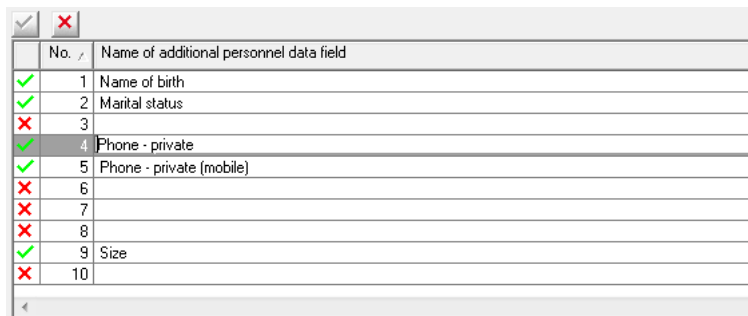 No. Name of additional personnel data field
1 Name of birth
2 Marital status
3
4 Phone - private
5 Phone - private (mobile)
6
7
8
9 Size
10